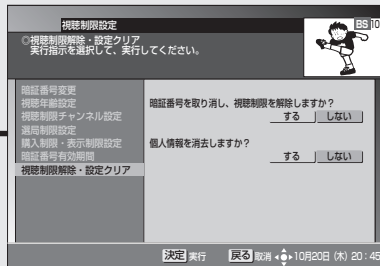 視聴制限設定
BS 10
◎視聴制限解除・設定クリア
実行指示を選択して、実行してください。
暗証番号変更
視聴年齢設定
視聴制限チャンネル設定
選局制限設定
購入制限・表示制限設定
暗証番号有効期間
視聴制限解除・設定クリア
暗証番号を取り消し、視聴制限を解除しますか？
する しない
個人情報を消去しますか？
する しない
決定 実行 戻る 取消 10月20日 (木) 20：45